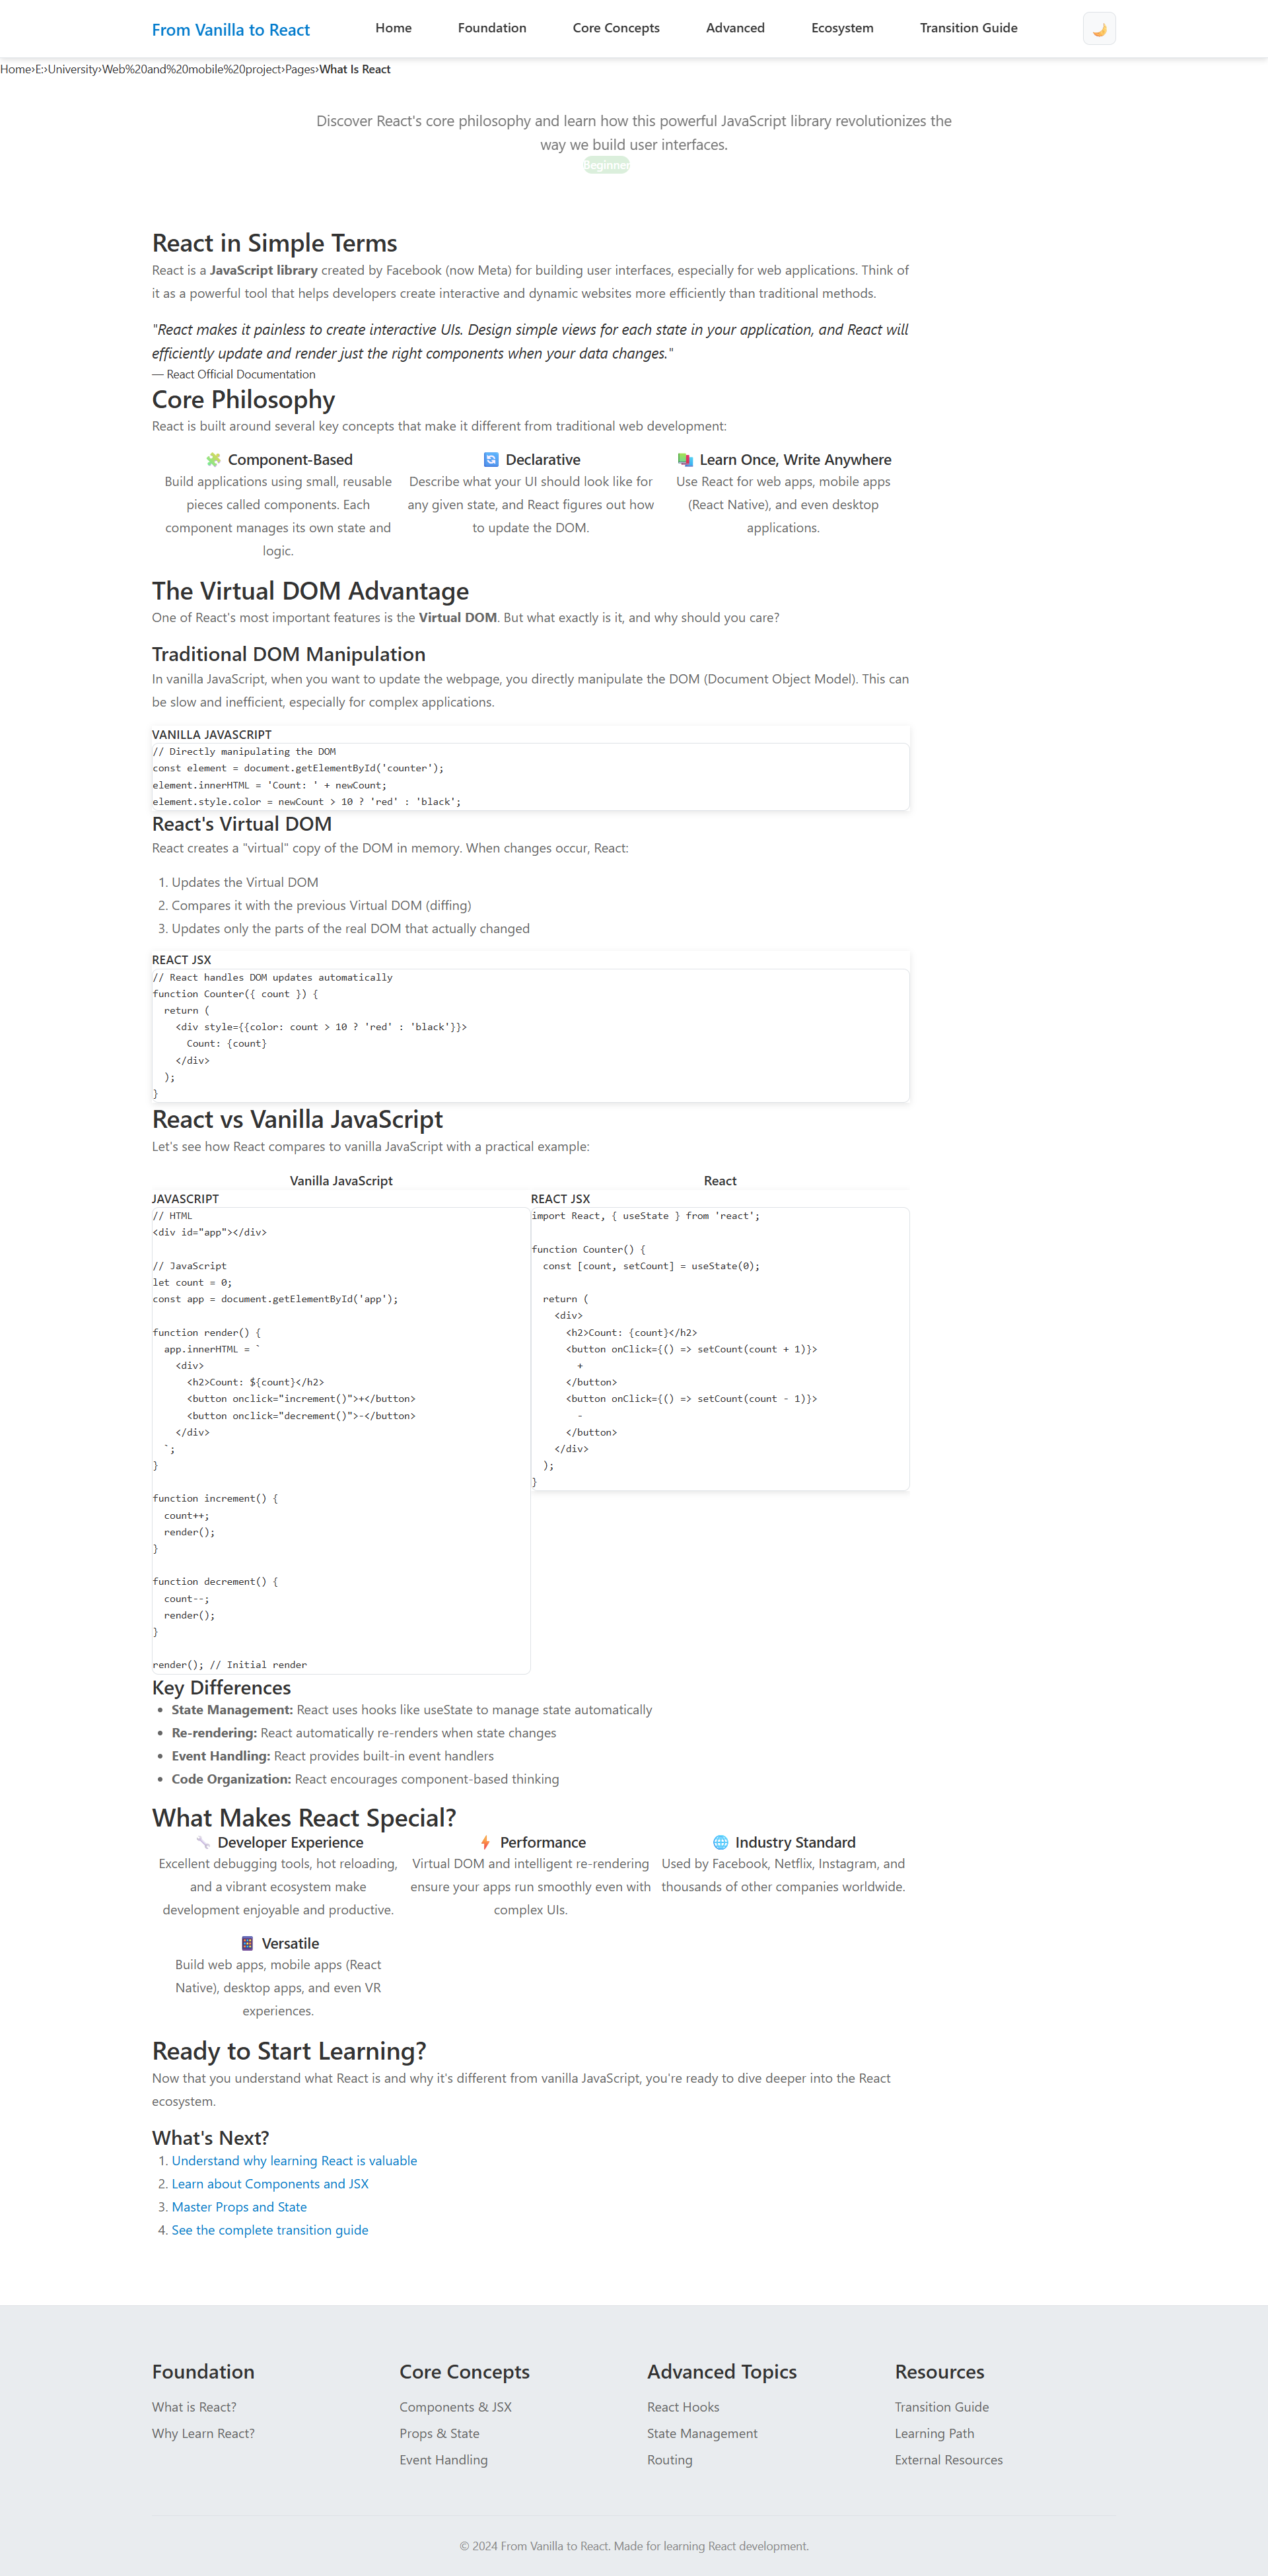 From Vanilla to React
Home
Foundation
Core Concepts
Advanced
Ecosystem
Transition Guide
Home›E:›University›Web%20and%20mobile%20project›Pages›What Is React
Discover React's core philosophy and learn how this powerful JavaScript library revolutionizes the
way we build user interfaces.
Beginner
React in Simple Terms
React is a JavaScript library created by Facebook (now Meta) for building user interfaces, especially for web applications. Think of
it as a powerful tool that helps developers create interactive and dynamic websites more efficiently than traditional methods.
"React makes it painless to create interactive UIs. Design simple views for each state in your application, and React will
efficiently update and render just the right components when your data changes."
— React Official Documentation
Core Philosophy
React is built around several key concepts that make it different from traditional web development:
Component-Based
Build applications using small, reusable
pieces called components. Each
component manages its own state and
logic.
Declarative
Describe what your UI should look like for
any given state, and React figures out how
to update the DOM.
Learn Once, Write Anywhere
Use React for web apps, mobile apps
(React Native), and even desktop
applications.
The Virtual DOM Advantage
One of React's most important features is the Virtual DOM. But what exactly is it, and why should you care?
Traditional DOM Manipulation
In vanilla JavaScript, when you want to update the webpage, you directly manipulate the DOM (Document Object Model). This can
be slow and inefficient, especially for complex applications.
VANILLA JAVASCRIPT
// Directly manipulating the DOM
const element = document.getElementById('counter');
element.innerHTML = 'Count: ' + newCount;
element.style.color = newCount > 10 ? 'red' : 'black';
React's Virtual DOM
React creates a "virtual" copy of the DOM in memory. When changes occur, React:
1. Updates the Virtual DOM
2. Compares it with the previous Virtual DOM (diffing)
3. Updates only the parts of the real DOM that actually changed
REACT JSX
// React handles DOM updates automatically
function Counter({ count }) {
  return (
    <div style={{color: count > 10 ? 'red' : 'black'}}>
      Count: {count}
    </div>
  );
}
React vs Vanilla JavaScript
Let's see how React compares to vanilla JavaScript with a practical example:
Vanilla JavaScript
JAVASCRIPT
// HTML
<div id="app"></div>
// JavaScript
let count = 0;
const app = document.getElementById('app');
function render() {
  app.innerHTML = `
    <div>
      <h2>Count: ${count}</h2>
      <button onclick="increment()">+</button>
      <button onclick="decrement()">-</button>
    </div>
  `;
}
function increment() {
  count++;
  render();
}
function decrement() {
  count--;
  render();
}
render(); // Initial render
React
REACT JSX
import React, { useState } from 'react';
function Counter() {
  const [count, setCount] = useState(0);
  return (
    <div>
      <h2>Count: {count}</h2>
      <button onClick={() => setCount(count + 1)}>
        +
      </button>
      <button onClick={() => setCount(count - 1)}>
        -
      </button>
    </div>
  );
}
Key Differences
• State Management: React uses hooks like useState to manage state automatically
• Re-rendering: React automatically re-renders when state changes
• Event Handling: React provides built-in event handlers
• Code Organization: React encourages component-based thinking
What Makes React Special?
Developer Experience
Excellent debugging tools, hot reloading,
and a vibrant ecosystem make
development enjoyable and productive.
Performance
Virtual DOM and intelligent re-rendering
ensure your apps run smoothly even with
complex UIs.
Industry Standard
Used by Facebook, Netflix, Instagram, and
thousands of other companies worldwide.
Versatile
Build web apps, mobile apps (React
Native), desktop apps, and even VR
experiences.
Ready to Start Learning?
Now that you understand what React is and why it's different from vanilla JavaScript, you're ready to dive deeper into the React
ecosystem.
What's Next?
1. Understand why learning React is valuable
2. Learn about Components and JSX
3. Master Props and State
4. See the complete transition guide
Foundation
What is React?
Why Learn React?
Core Concepts
Components & JSX
Props & State
Event Handling
Advanced Topics
React Hooks
State Management
Routing
Resources
Transition Guide
Learning Path
External Resources
© 2024 From Vanilla to React. Made for learning React development.